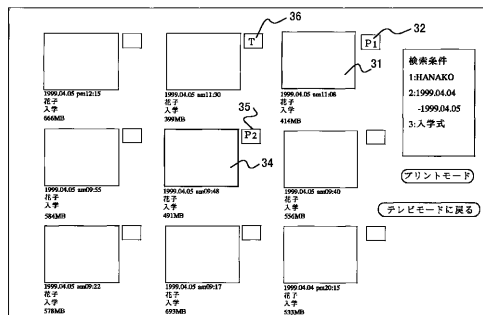 36
T
P1
32
31
1999.04.05 pm12:15
花子
入学
666MB
1999.04.05 am11:30
花子
入学
399MB
1999.04.05 am11:08
花子
入学
414MB
検索条件
1:HANAKO
2:1999.04.04
-1999.04.05
3:入学式
35
P2
34
1999.04.05 am09:55
花子
入学
584MB
1999.04.05 am09:48
花子
入学
491MB
1999.04.05 am09:40
花子
入学
556MB
プリントモード
テレビモードに戻る
1999.04.05 am09:22
花子
入学
578MB
1999.04.05 am09:17
花子
入学
693MB
1999.04.04 pm20:15
花子
入学
533MB